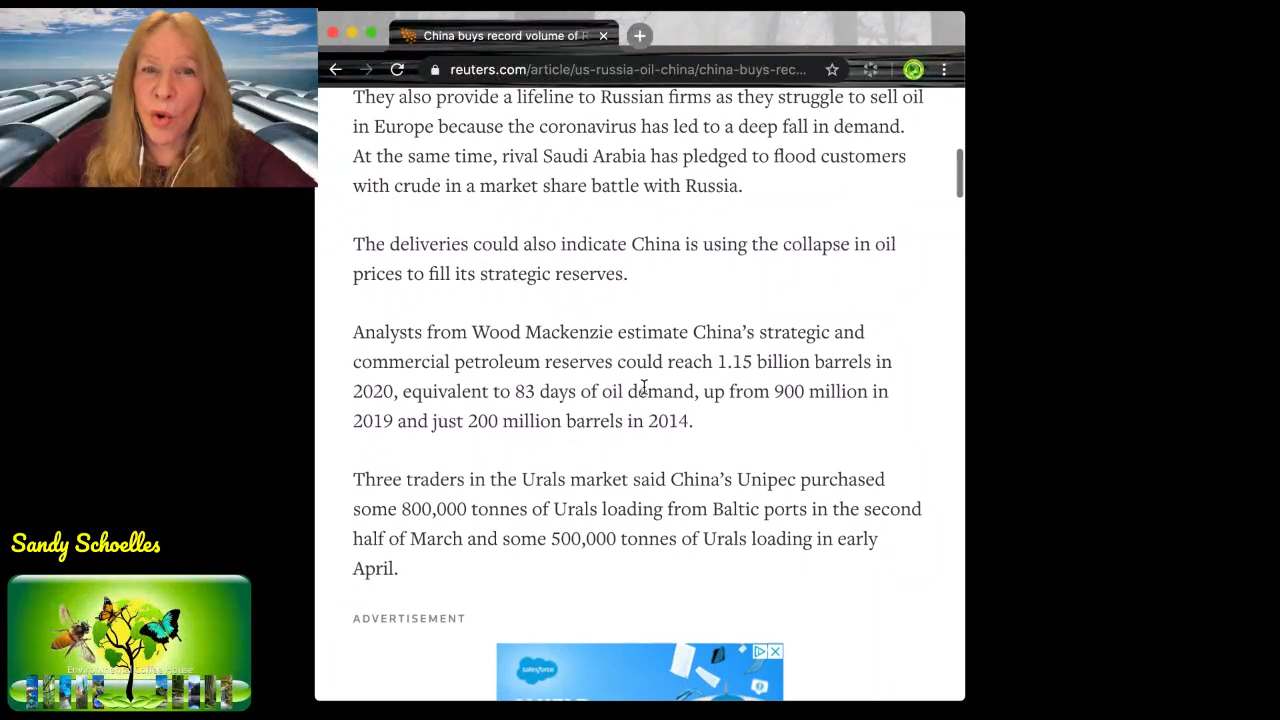 China buys record volume of R
reuters.com/article/us-russia-oil-china/china-buys-rec...
They also provide a lifeline to Russian firms as they struggle to sell oil
in Europe because the coronavirus has led to a deep fall in demand.
At the same time, rival Saudi Arabia has pledged to flood customers
with crude in a market share battle with Russia.
The deliveries could also indicate China is using the collapse in oil
prices to fill its strategic reserves.
Analysts from Wood Mackenzie estimate China’s strategic and
commercial petroleum reserves could reach 1.15 billion barrels in
2020, equivalent to 83 days of oil demand, up from 900 million in
2019 and just 200 million barrels in 2014.
Three traders in the Urals market said China’s Unipec purchased
some 800,000 tonnes of Urals loading from Baltic ports in the second
half of March and some 500,000 tonnes of Urals loading in early
April.
ADVERTISEMENT
salesforce
Sandy Schoelles
Environmental Coffee House